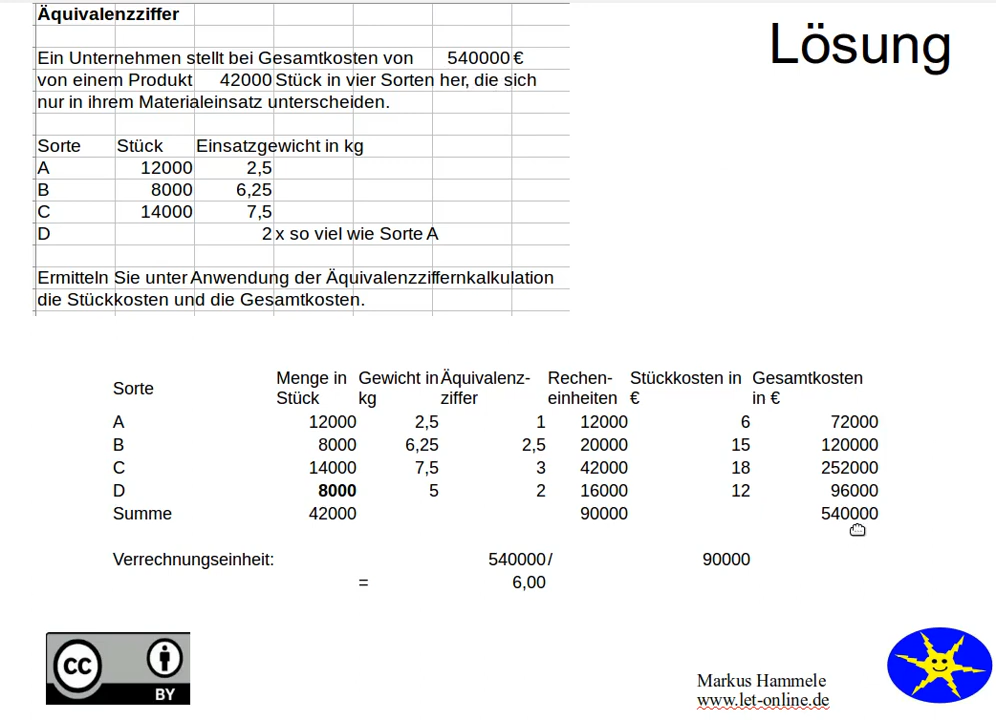 Äquivalenzziffer
Lösung
Ein Unternehmen stellt bei Gesamtkosten von 540000 €
von einem Produkt 42000 Stück in vier Sorten her, die sich
nur in ihrem Materialeinsatz unterscheiden.
Sorte Stück Einsatzgewicht in kg
A 12000 2,5
B 8000 6,25
C 14000 7,5
D 2 x so viel wie Sorte A
Ermitteln Sie unter Anwendung der Äquivalenzziffernkalkulation
die Stückkosten und die Gesamtkosten.
Sorte Menge in Stück Gewicht in kg Äquivalenz-ziffer Rechen-einheiten Stückkosten in € Gesamtkosten in €
A 12000 2,5 1 12000 6 72000
B 8000 6,25 2,5 20000 15 120000
C 14000 7,5 3 42000 18 252000
D 8000 5 2 16000 12 96000
Summe 42000 90000 540000
Verrechnungseinheit: 540000 / 90000
= 6,00
cc
BY
Markus Hammele
www.let-online.de